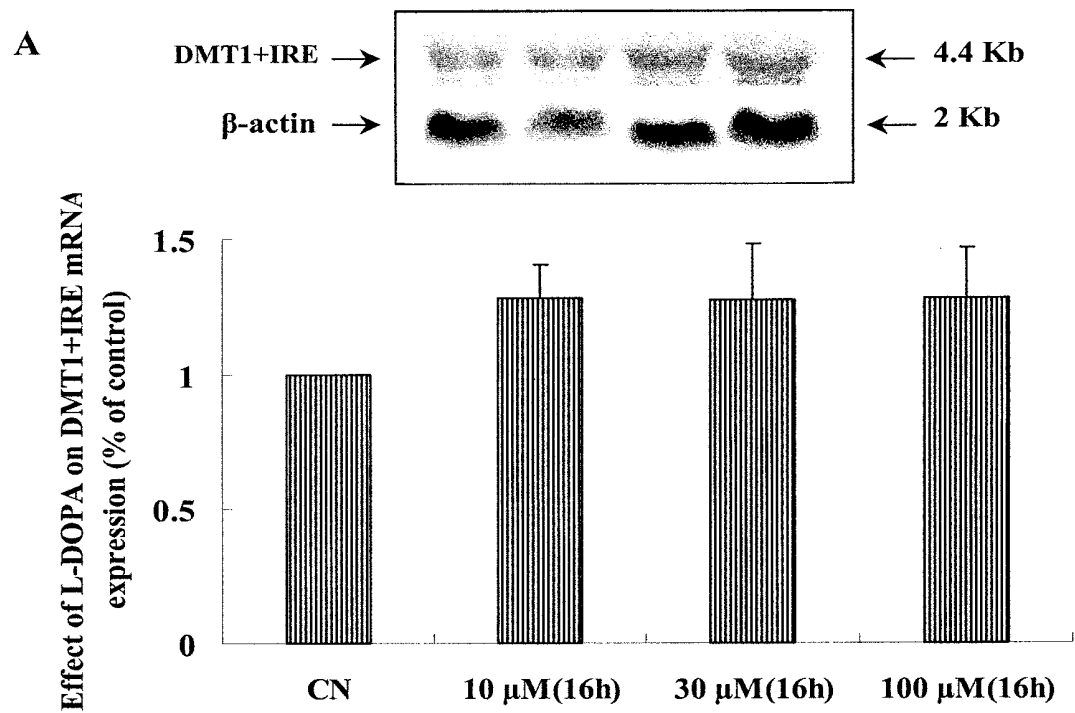 A
DMT1+IRE
4.4 Kb
β-actin
2 Kb
Effect of L-DOPA on DMT1+IRE mRNA
expression (% of control)
1.5
1
0.5
0
CN
10 μM(16h)
30 μM(16h)
100 μM(16h)